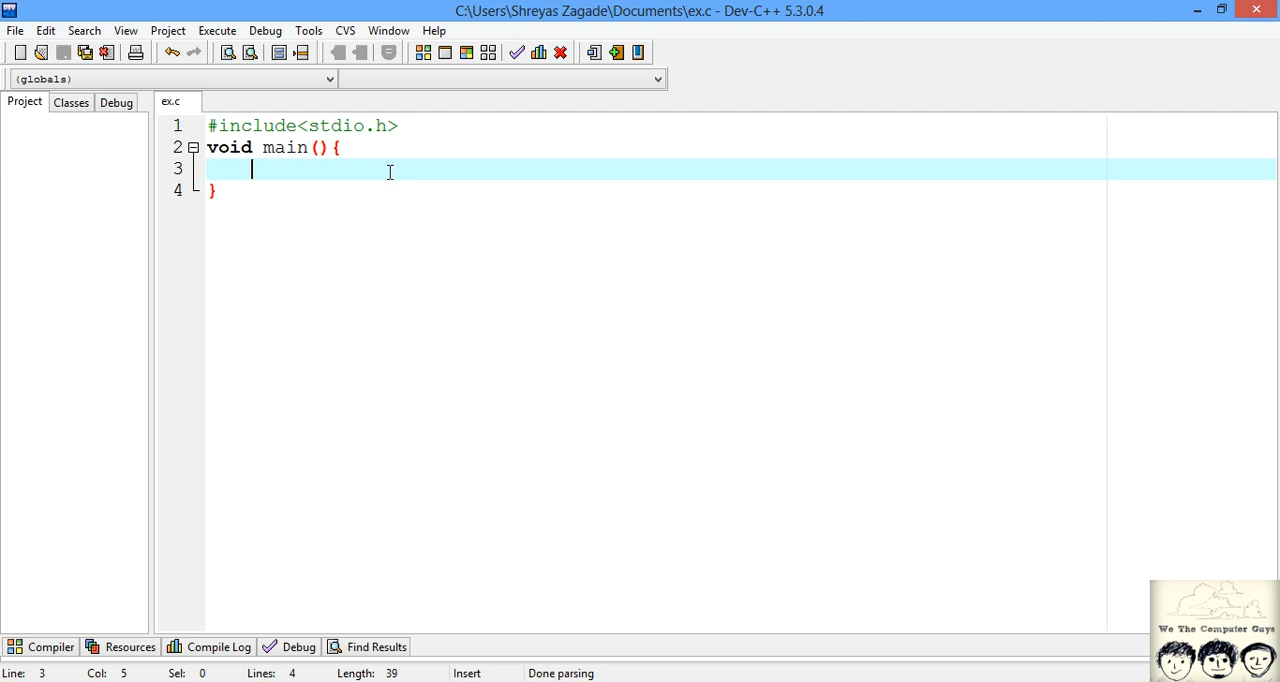 C:\Users\Shreyas Zagade\Documents\ex.c - Dev-C++ 5.3.0.4
File Edit Search View Project Execute Debug Tools CVS Window Help
(globals)
Project Classes Debug ex.c
1 #include<stdio.h>
2 void main(){
3
4 }
We The Computer Guys
Compiler Resources Compile Log Debug Find Results
Line: 3 Col: 5 Sel: 0 Lines: 4 Length: 39 Insert Done parsing